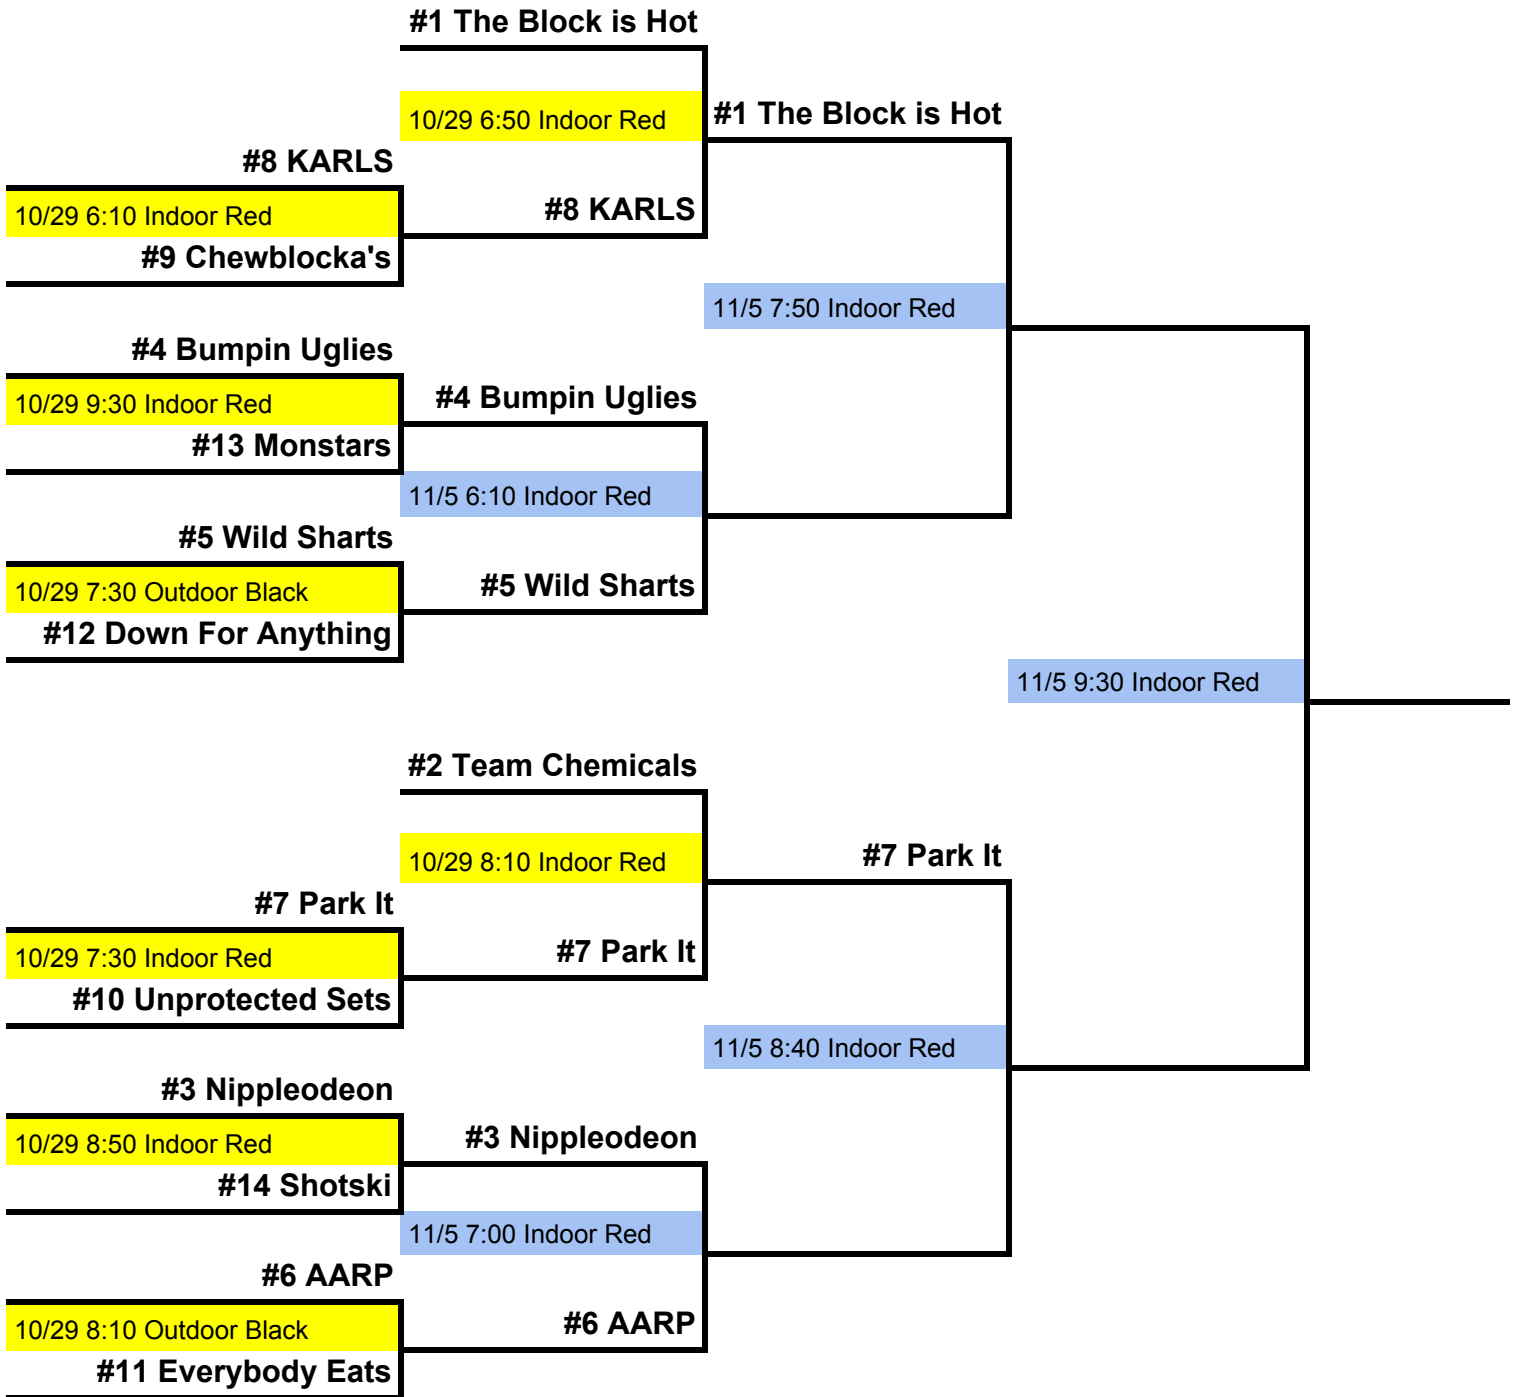 #1 The Block is Hot
10/29 6:50 Indoor Red
#1 The Block is Hot
#8 KARLS
10/29 6:10 Indoor Red
#8 KARLS
#9 Chewblocka's
11/5 7:50 Indoor Red
#4 Bumpin Uglies
10/29 9:30 Indoor Red
#4 Bumpin Uglies
#13 Monstars
11/5 6:10 Indoor Red
#5 Wild Sharts
10/29 7:30 Outdoor Black
#5 Wild Sharts
#12 Down For Anything
11/5 9:30 Indoor Red
#2 Team Chemicals
10/29 8:10 Indoor Red
#7 Park It
#7 Park It
10/29 7:30 Indoor Red
#7 Park It
#10 Unprotected Sets
11/5 8:40 Indoor Red
#3 Nippleodeon
10/29 8:50 Indoor Red
#3 Nippleodeon
#14 Shotski
11/5 7:00 Indoor Red
#6 AARP
10/29 8:10 Outdoor Black
#6 AARP
#11 Everybody Eats